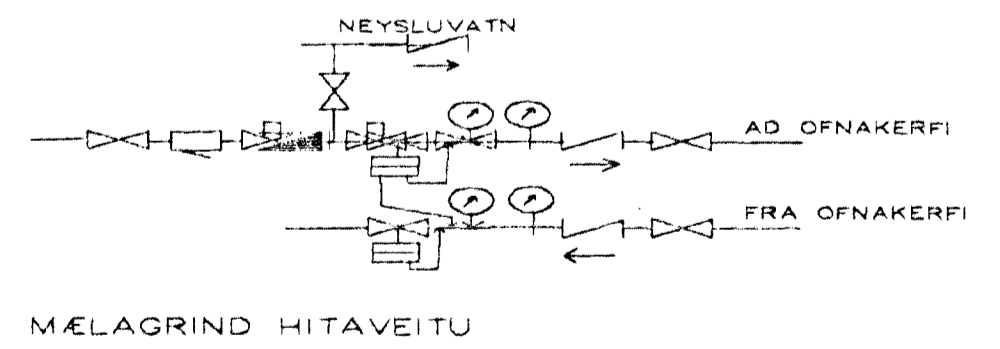 NEYSLUVATN
AD OFNAKERFI
FRA OFNAKERFI
MÆLAGRIND HITAVEITU